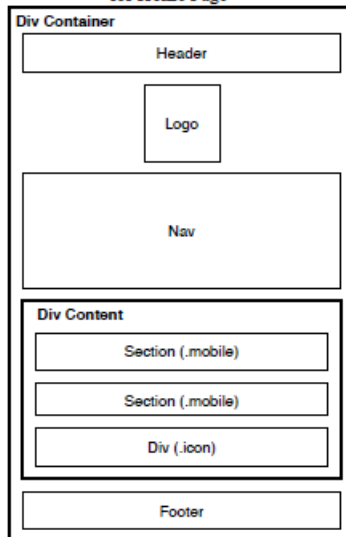 Div Container
Header
Logo
Nav
Div Content
Section (.mobile)
Section (.mobile)
Div (.icon)
Footer